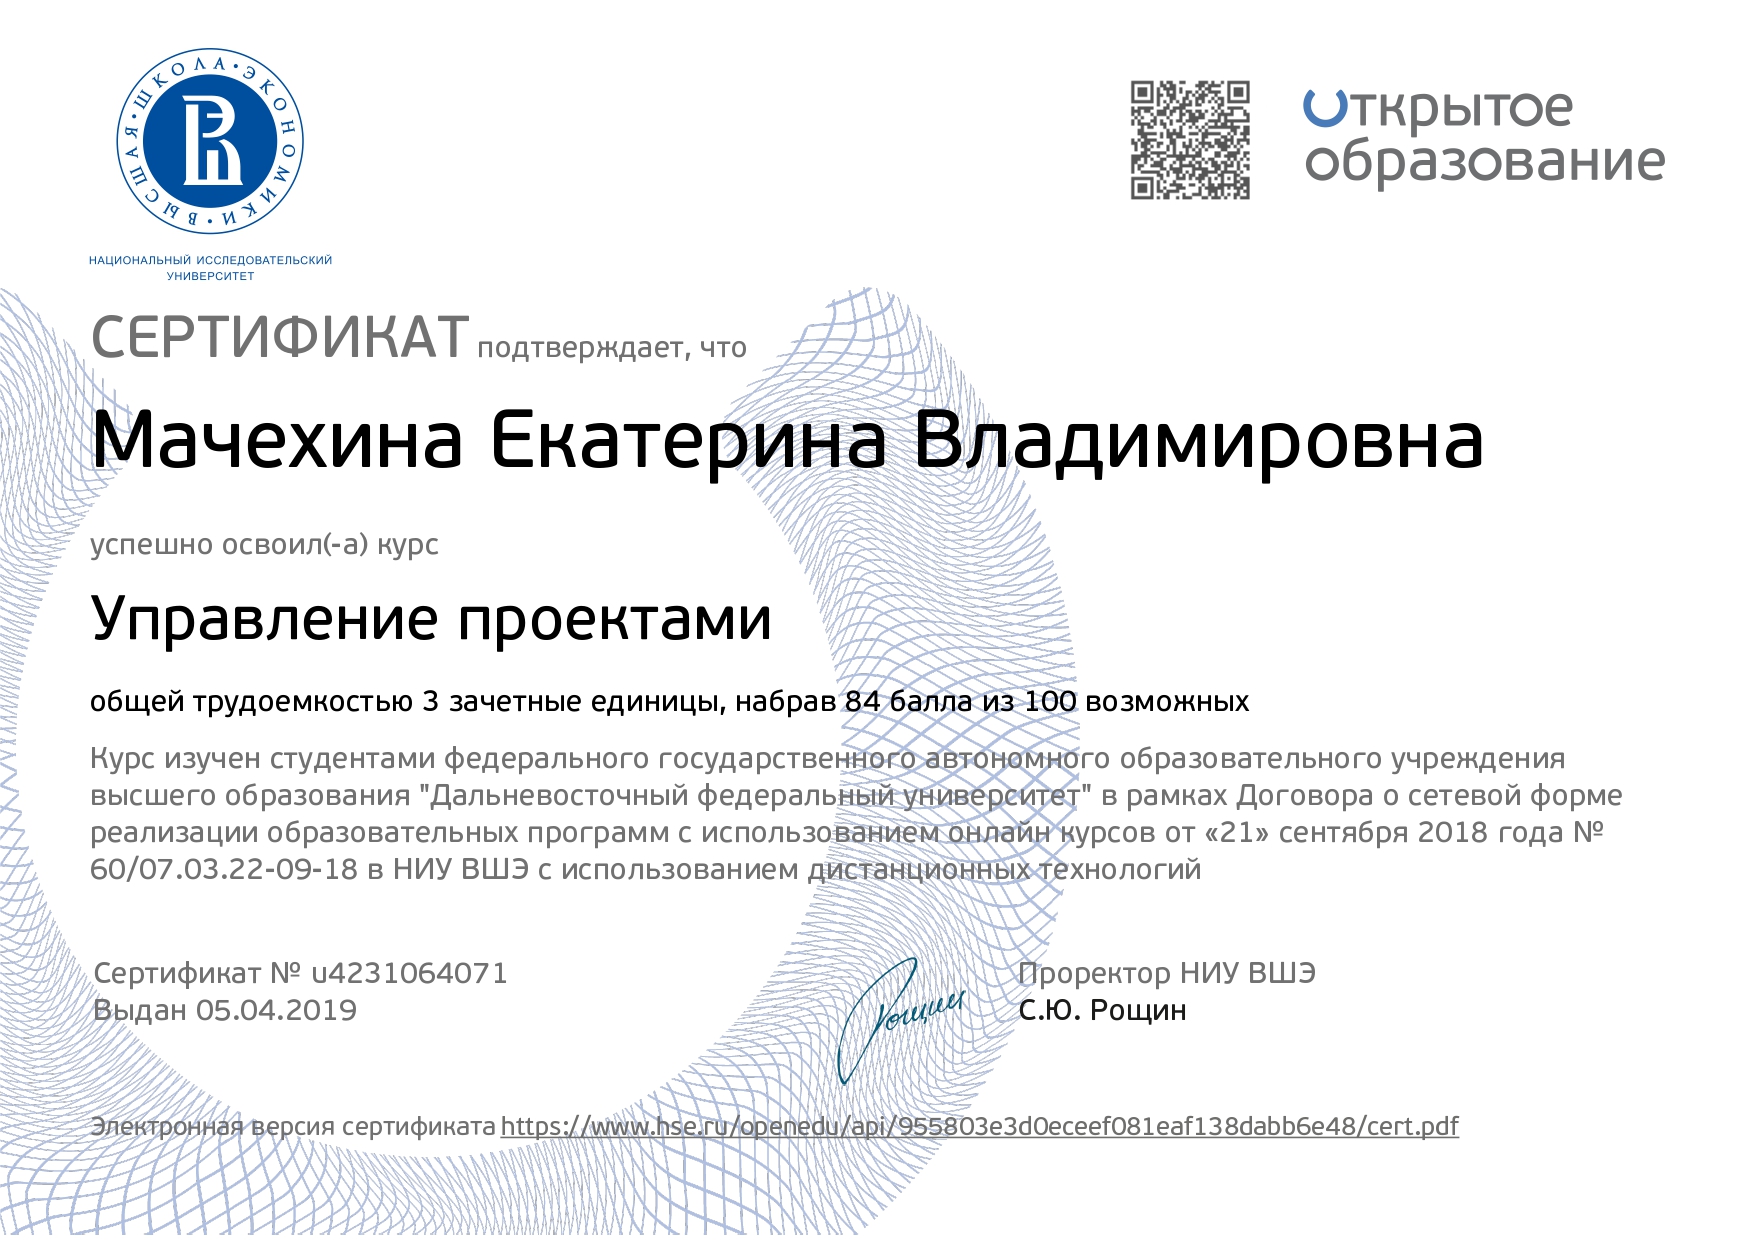 ВЫСШАЯ • ШКОЛА • ЭКОНОМИКИ •
НАЦИОНАЛЬНЫЙ ИССЛЕДОВАТЕЛЬСКИЙ
УНИВЕРСИТЕТ
Открытое
образование
СЕРТИФИКАТ подтверждает, что
Мачехина Екатерина Владимировна
успешно освоил(-а) курс
Управление проектами
общей трудоемкостью 3 зачетные единицы, набрав 84 балла из 100 возможных
Курс изучен студентами федерального государственного автономного образовательного учреждения
высшего образования "Дальневосточный федеральный университет" в рамках Договора о сетевой форме
реализации образовательных программ с использованием онлайн курсов от «21» сентября 2018 года №
60/07.03.22-09-18 в НИУ ВШЭ с использованием дистанционных технологий
Сертификат № u4231064071
Выдан 05.04.2019
Рощин
Проректор НИУ ВШЭ
С.Ю. Рощин
Электронная версия сертификата https://www.hse.ru/openedu/api/955803e3d0eceef081eaf138dabb6e48/cert.pdf